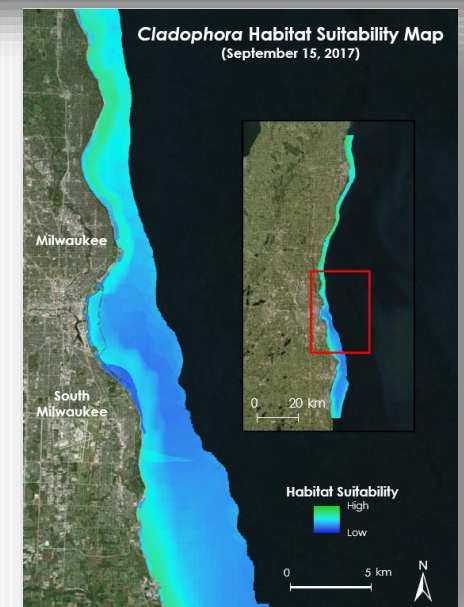 Cladophora Habitat Suitability Map
(September 15, 2017)
Milwaukee
South
Milwaukee
0 20 km
Habitat Suitability
High
Low
0 5 km
N